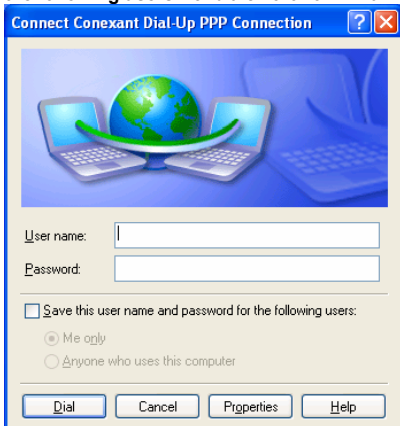 Connect Conexant Dial-Up PPP Connection
User name:
Password:
Save this user name and password for the following users:
Me only
Anyone who uses this computer
Dial Cancel Properties Help